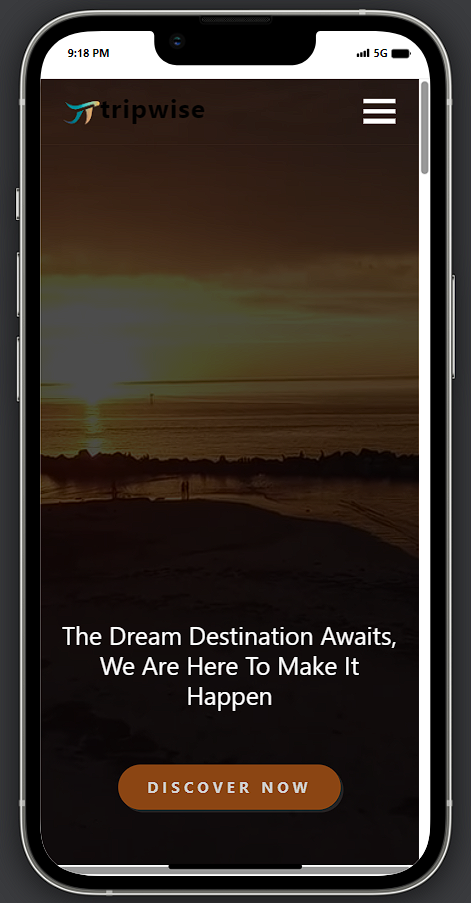 9:18 PM 5G
tripwise
The Dream Destination Awaits,
We Are Here To Make It
Happen
DISCOVER NOW